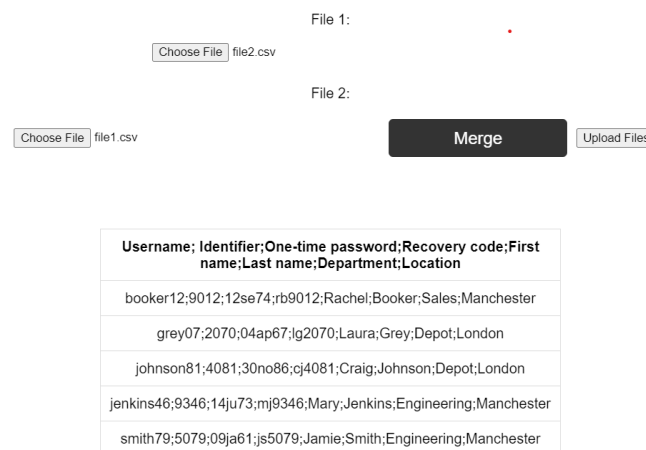 File 1:
Choose File file2.csv
File 2:
Choose File file1.csv
Merge
Upload Files
Username; Identifier;One-time password;Recovery code;First
name;Last name;Department;Location
booker12;9012;12se74;rb9012;Rachel;Booker;Sales;Manchester
grey07;2070;04ap67;lg2070;Laura;Grey;Depot;London
johnson81;4081;30no86;cj4081;Craig;Johnson;Depot;London
jenkins46;9346;14ju73;mj9346;Mary;Jenkins;Engineering;Manchester
smith79;5079;09ja61;js5079;Jamie;Smith;Engineering;Manchester